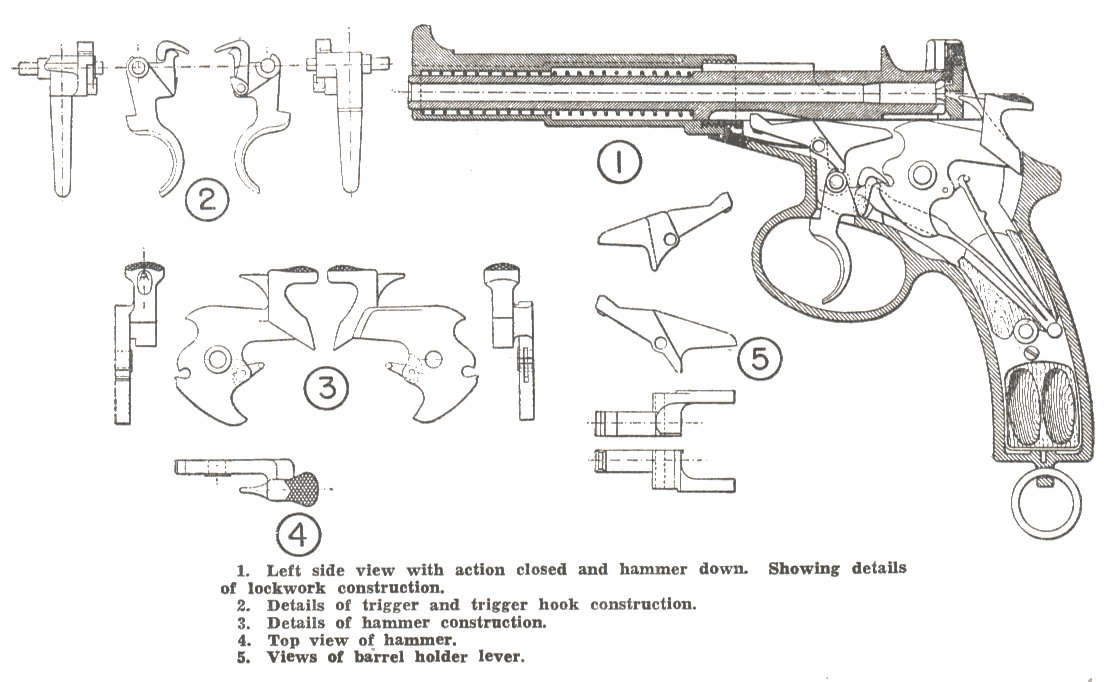 1
2
3
5
4
1. Left side view with action closed and hammer down. Showing details
of lockwork construction.
2. Details of trigger and trigger hook construction.
3. Details of hammer construction.
4. Top view of hammer.
5. Views of barrel holder lever.